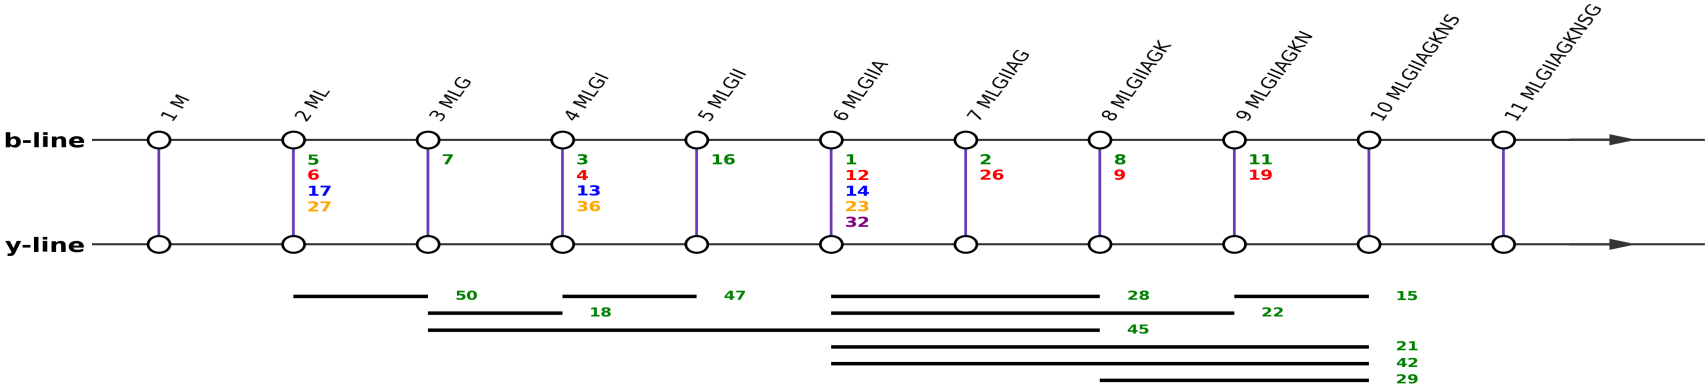 1 M
2 ML
3 MLG
4 MLGI
5 MLGII
6 MLGIIA
7 MLGIIAG
8 MLGIIAGK
9 MLGIIAGKN
10 MLGIIAGKNS
11 MLGIIAGKNSG
b-line
5 7 3 16 1 2 8 11
6 4 12 26 9 19
17 13 14
27 36 23
32
y-line
50 47 28 15
18 22
45
21
42
29